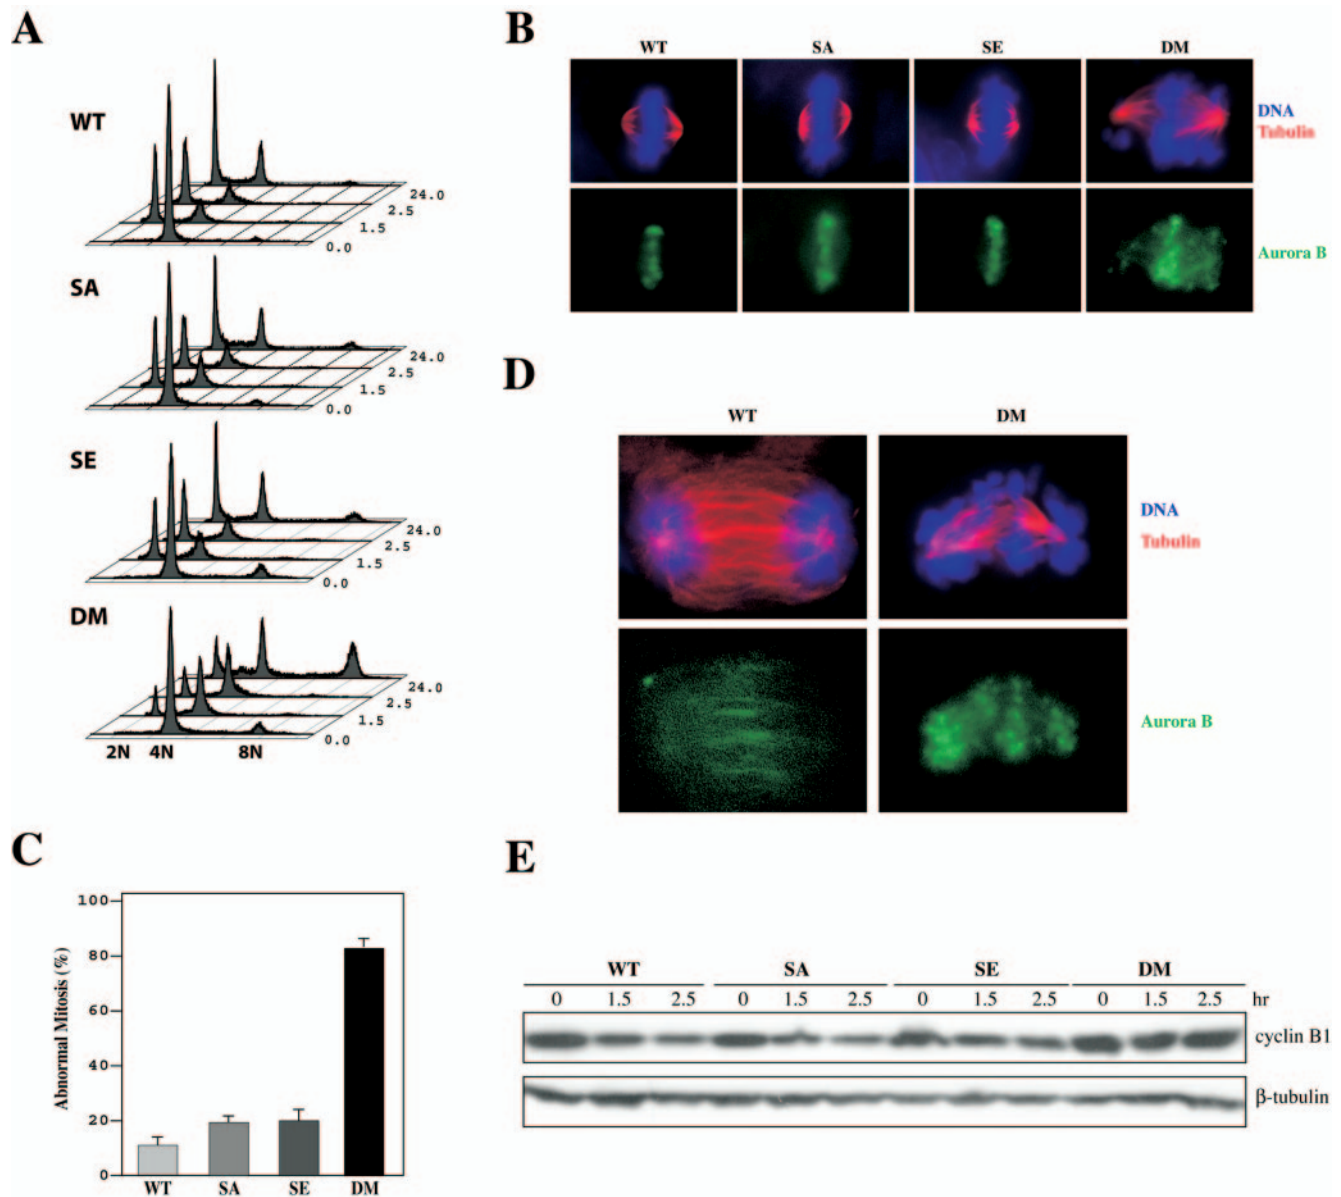 A
WT
24.0
2.5
1.5
0.0
SA
24.0
2.5
1.5
0.0
SE
24.0
2.5
1.5
0.0
DM
24.0
2.5
1.5
0.0
2N 4N 8N
B
WT SA SE DM
DNA
Tubulin
Aurora B
C
Abnormal Mitosis (%)
100
80
60
40
20
0
WT SA SE DM
D
WT DM
DNA
Tubulin
Aurora B
E
WT SA SE DM
0 1.5 2.5 0 1.5 2.5 0 1.5 2.5 0 1.5 2.5 hr
cyclin B1
β-tubulin